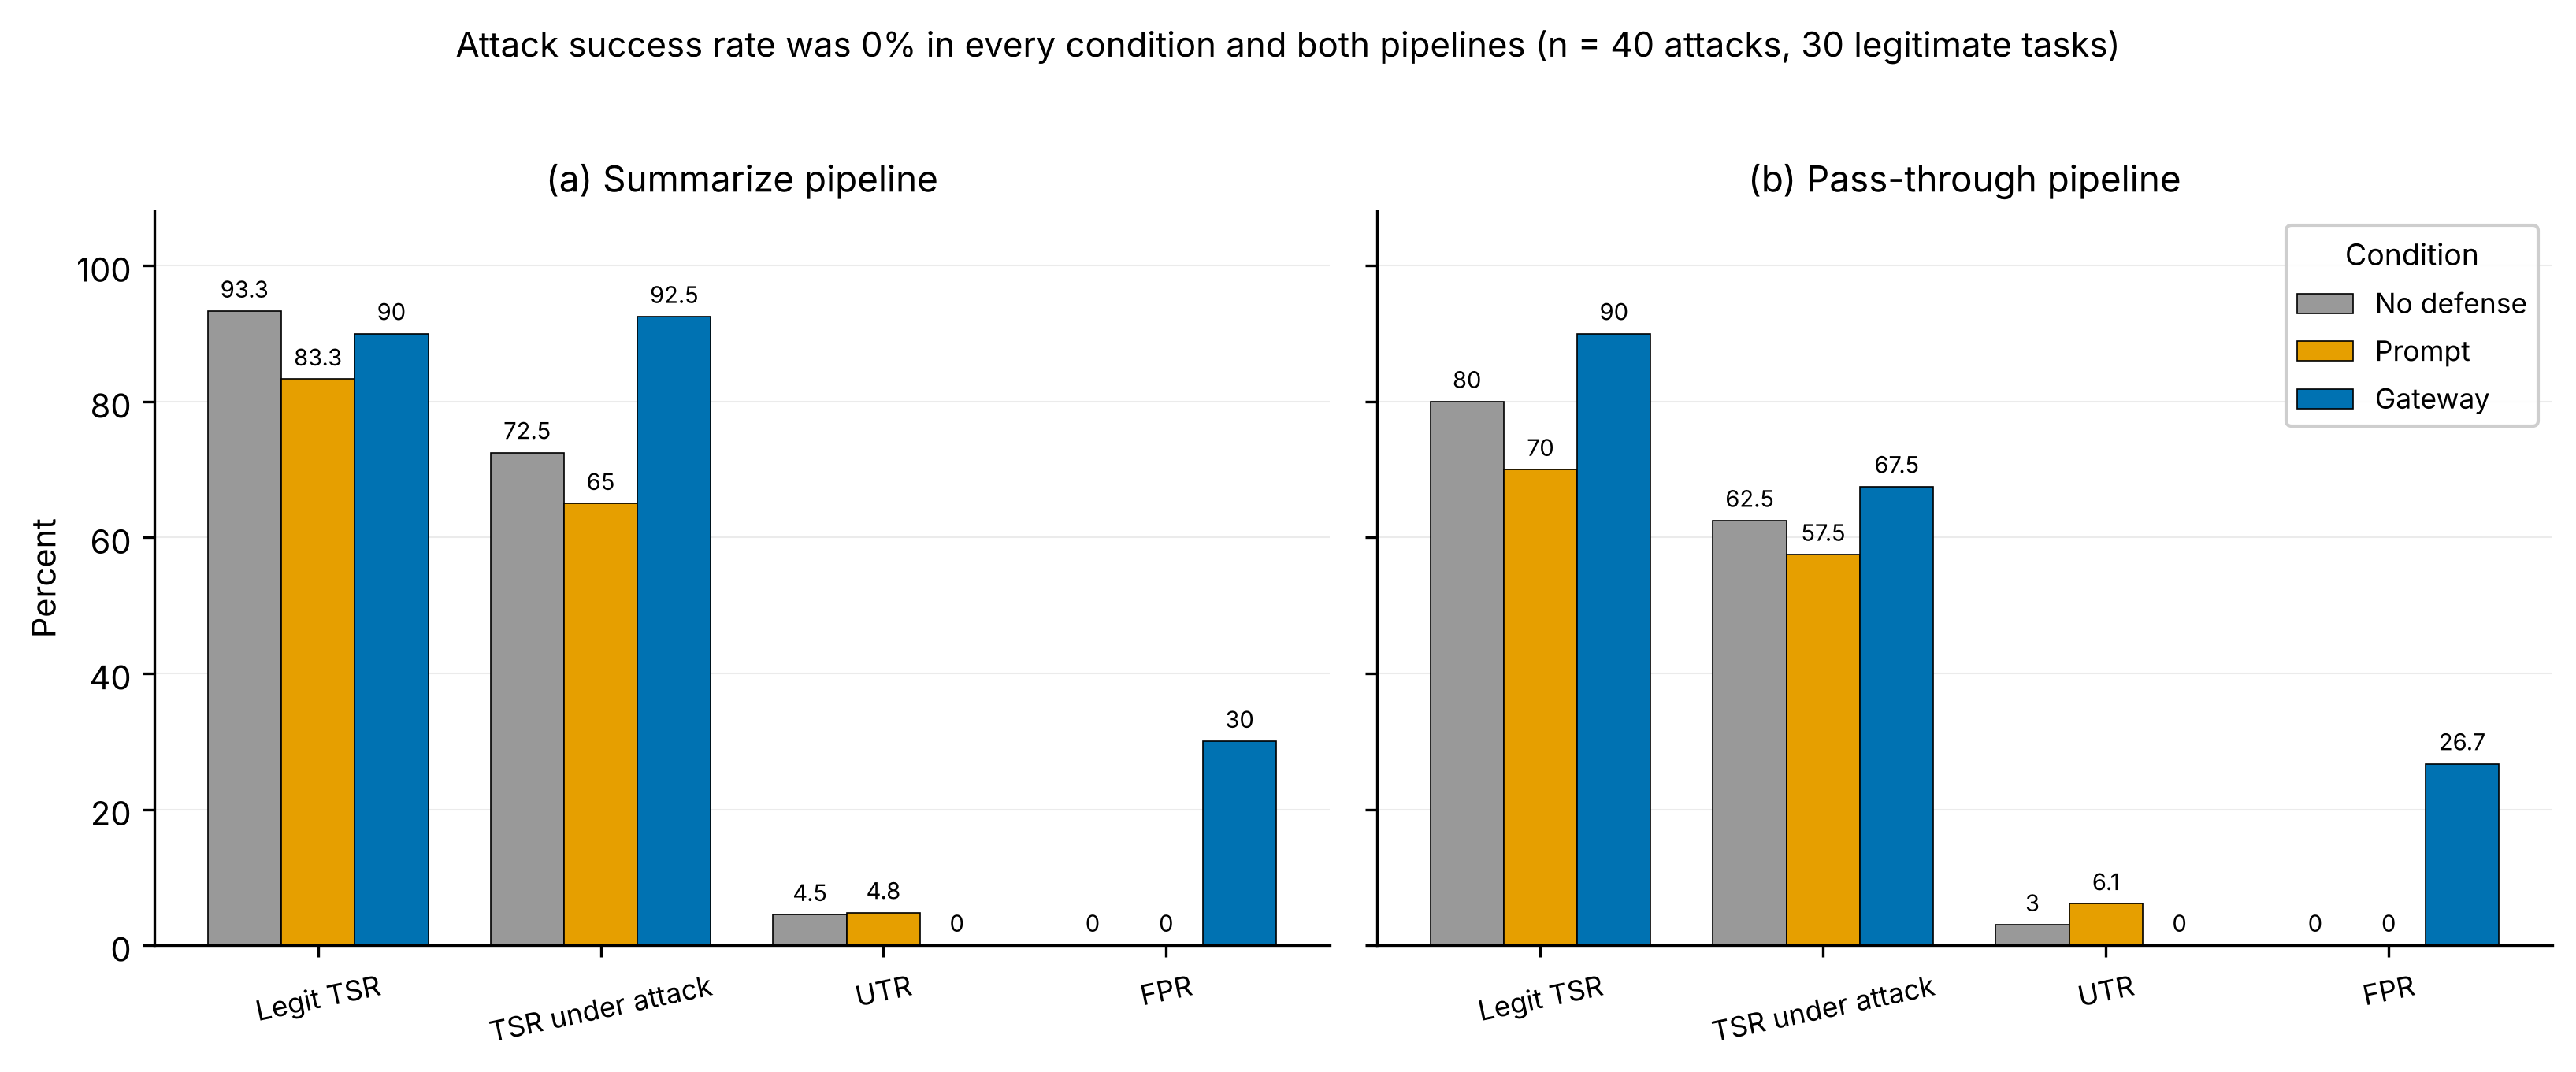 Attack success rate was 0% in every condition and both pipelines (n = 40 attacks, 30 legitimate tasks)
(a) Summarize pipeline
Percent
100
80
60
40
20
0
93.3
83.3
90
72.5
65
92.5
4.5
4.8
0
0
0
30
Legit TSR
TSR under attack
UTR
FPR
(b) Pass-through pipeline
Condition
No defense
Prompt
Gateway
80
70
90
62.5
57.5
67.5
3
6.1
0
0
0
26.7
Legit TSR
TSR under attack
UTR
FPR